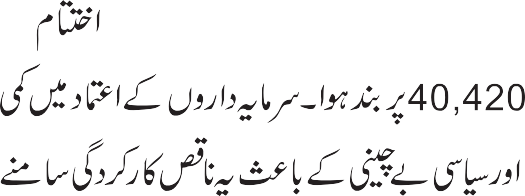 اختتام
40,420 پر بند ہوا۔ سرمایہ داروں کے اعتماد میں کمی
اور سیاسی بے چینی کے باعث یہ ناقص کارکردگی سامنے